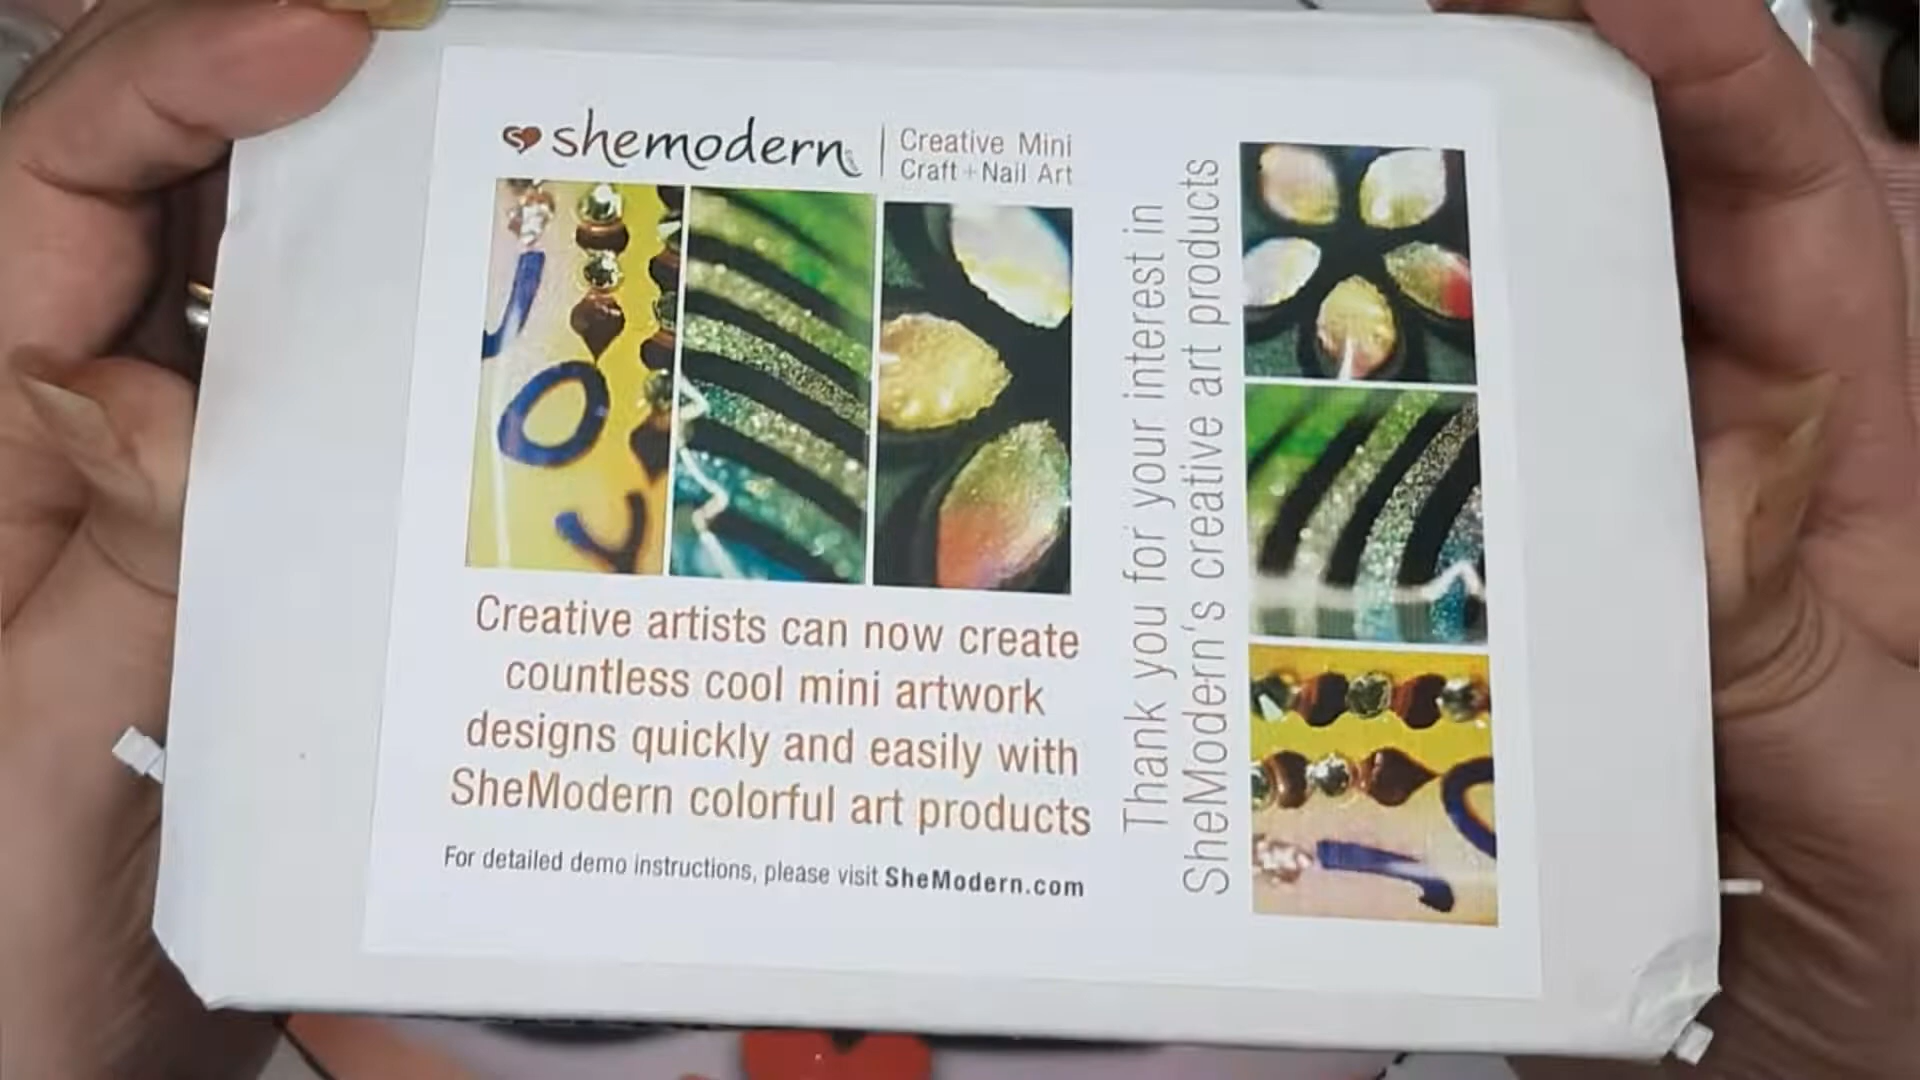 shemodern
Creative Mini
Craft + Nail Art
J
o
y
Creative artists can now create
countless cool mini artwork
designs quickly and easily with
SheModern colorful art products
For detailed demo instructions, please visit SheModern.com
Thank you for your interest in
SheModern's creative art products